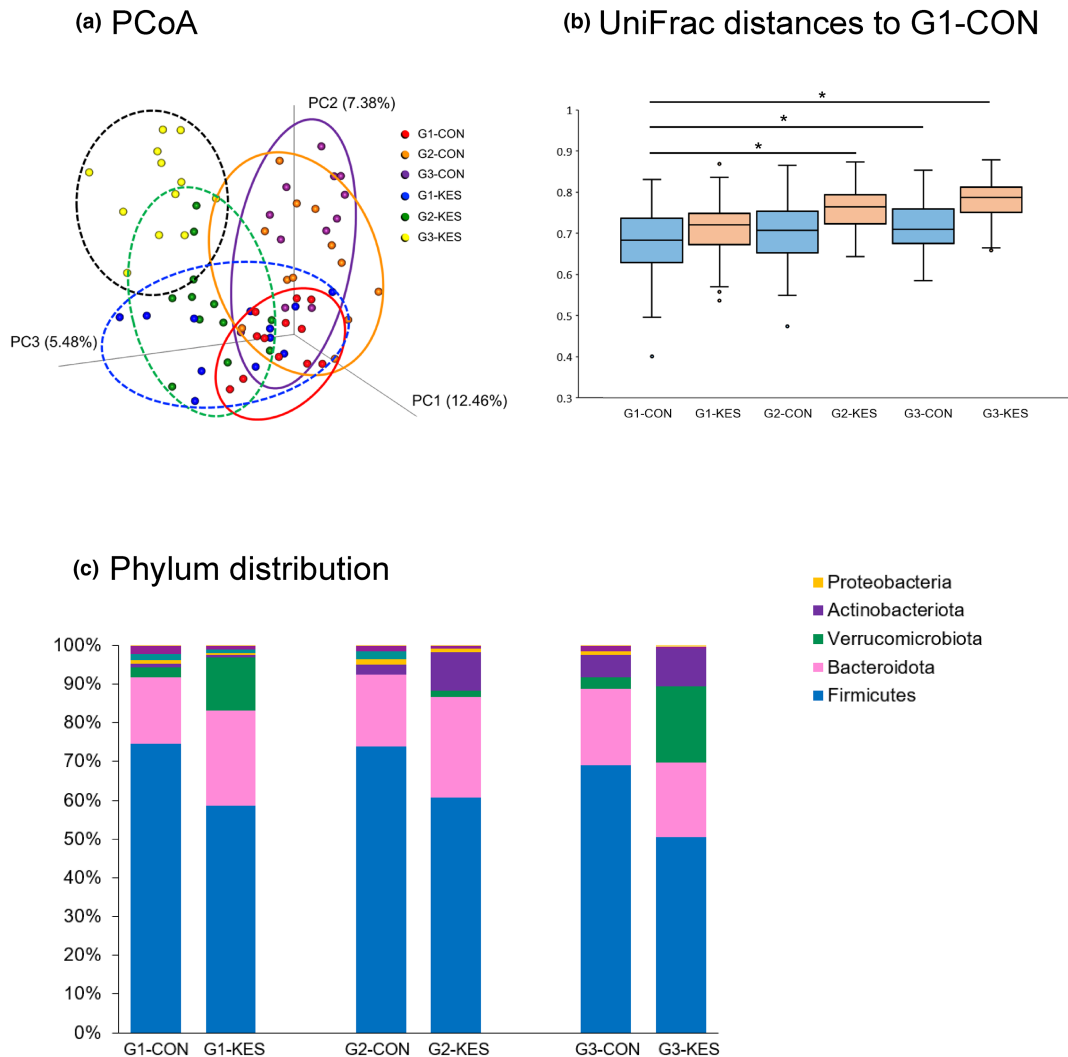 (a) PCoA
PC2 (7.38%)
G1-CON
G2-CON
G3-CON
G1-KES
G2-KES
G3-KES
PC3 (5.48%)
PC1 (12.46%)
(b) UniFrac distances to G1-CON
*
*
*
1
0.9
0.8
0.7
0.6
0.5
0.4
0.3
G1-CON G1-KES G2-CON G2-KES G3-CON G3-KES
(c) Phylum distribution
Proteobacteria
Actinobacteriota
Verrucomicrobiota
Bacteroidota
Firmicutes
100%
90%
80%
70%
60%
50%
40%
30%
20%
10%
0%
G1-CON G1-KES G2-CON G2-KES G3-CON G3-KES